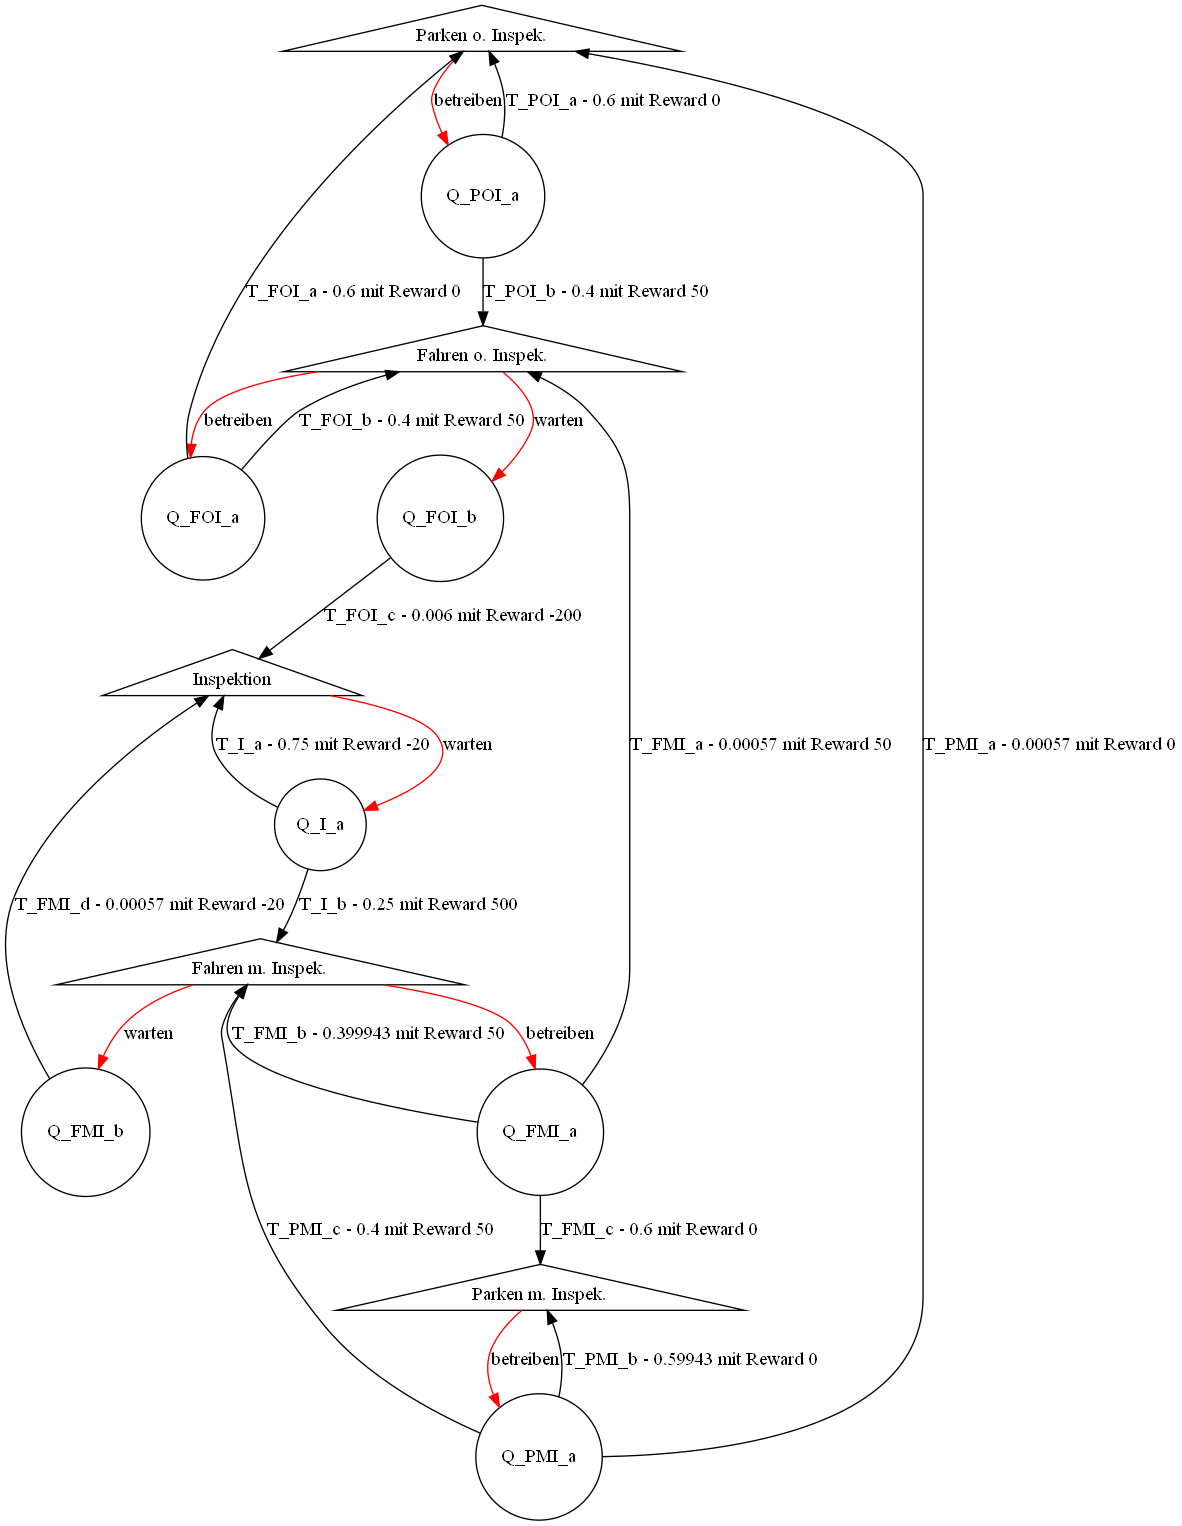 Parken o. Inspek.
betreiben
T_POI_a - 0.6 mit Reward 0
Q_POI_a
T_FOI_a - 0.6 mit Reward 0
T_POI_b - 0.4 mit Reward 50
Fahren o. Inspek.
betreiben
T_FOI_b - 0.4 mit Reward 50
warten
Q_FOI_a
Q_FOI_b
T_FOI_c - 0.006 mit Reward -200
Inspektion
T_I_a - 0.75 mit Reward -20
warten
T_FMI_a - 0.00057 mit Reward 50
T_PMI_a - 0.00057 mit Reward 0
Q_I_a
T_FMI_d - 0.00057 mit Reward -20
T_I_b - 0.25 mit Reward 500
Fahren m. Inspek.
warten
T_FMI_b - 0.399943 mit Reward 50
betreiben
Q_FMI_b
Q_FMI_a
T_PMI_c - 0.4 mit Reward 50
T_FMI_c - 0.6 mit Reward 0
Parken m. Inspek.
betreiben
T_PMI_b - 0.59943 mit Reward 0
Q_PMI_a